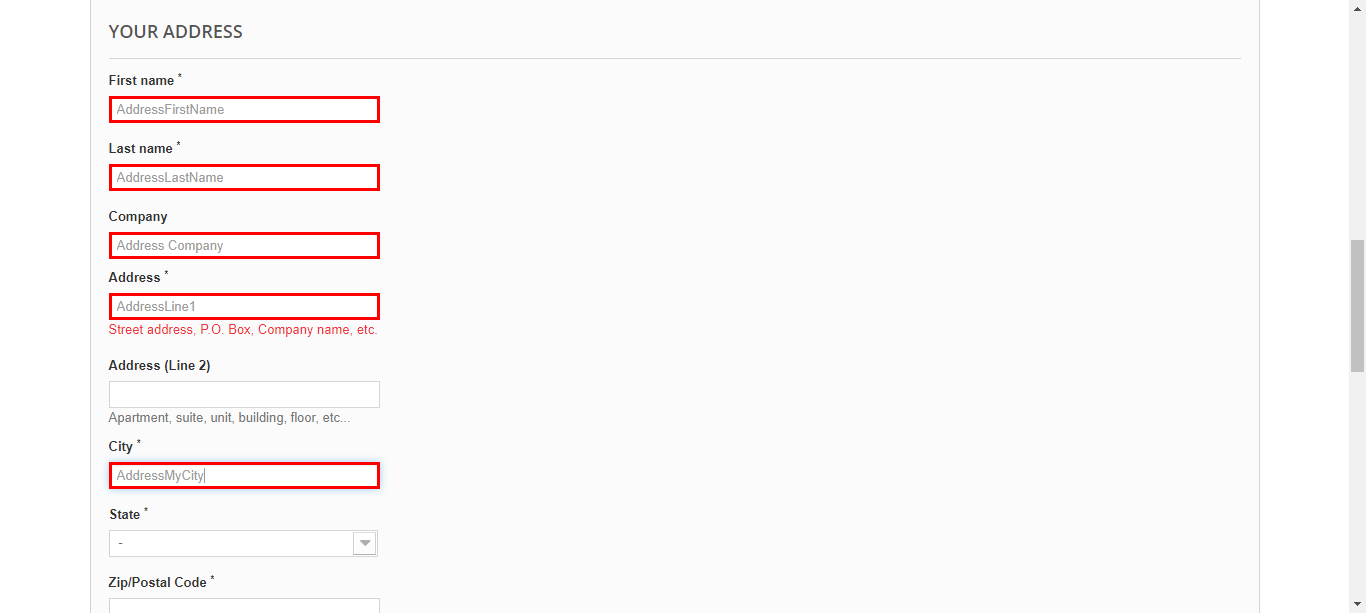 YOUR ADDRESS
First name *
AddressFirstName
Last name *
AddressLastName
Company
Address Company
Address *
AddressLine1
Street address, P.O. Box, Company name, etc.
Address (Line 2)
Apartment, suite, unit, building, floor, etc...
City *
AddressMyCity
State *
-
Zip/Postal Code *